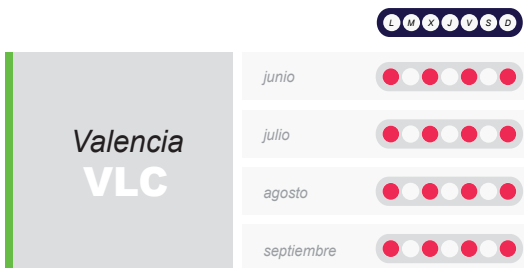 L M X J V S D
Valencia
VLC
junio
julio
agosto
septiembre